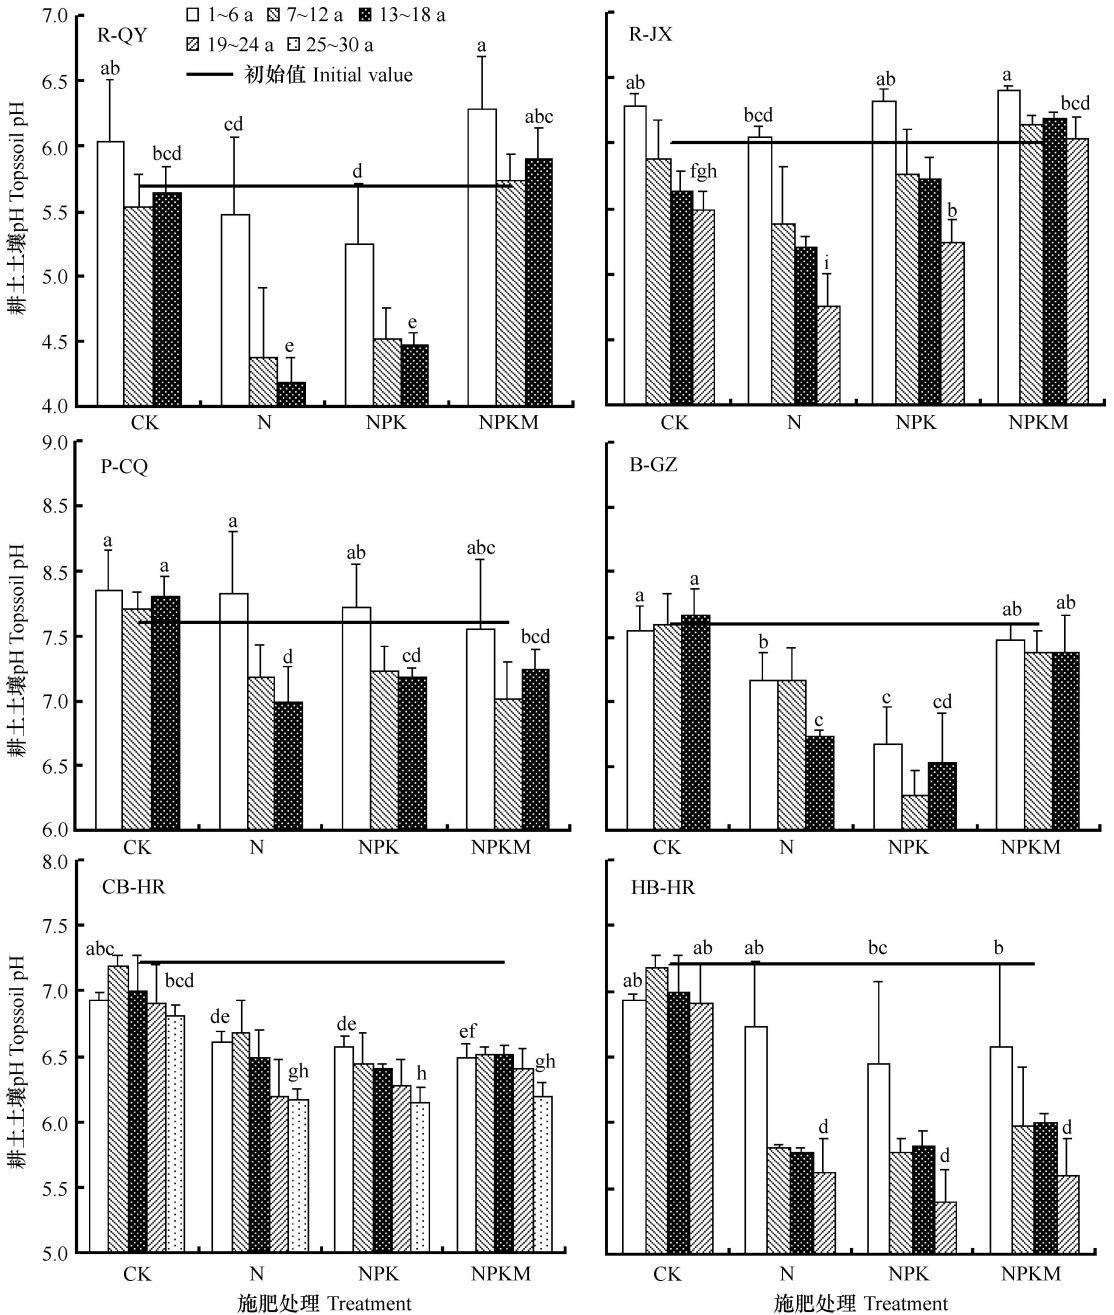 R-QY
1~6 a 7~12 a 13~18 a
19~24 a 25~30 a
初始值 Initial value
耕土土壤pH Topssoil pH
7.0
6.5
6.0
5.5
5.0
4.5
4.0
ab
bcd
cd
e
d
e
a
abc
CK N NPK NPKM
R-JX
ab
fgh
bcd
i
ab
b
a
bcd
CK N NPK NPKM
P-CQ
耕土土壤pH Topssoil pH
9.0
8.5
8.5
7.5
7.0
6.5
6.0
a
a
a
d
ab
cd
abc
bcd
CK N NPK NPKM
B-GZ
a
a
b
c
c
cd
ab
ab
CK N NPK NPKM
CB-HR
耕土土壤pH Topssoil pH
8.0
7.5
7.0
6.5
6.0
5.5
5.0
abc
bcd
de
gh
de
h
ef
gh
CK N NPK NPKM
施肥处理 Treatment
HB-HR
ab
ab
ab
d
bc
d
b
d
CK N NPK NPKM
施肥处理 Treatment